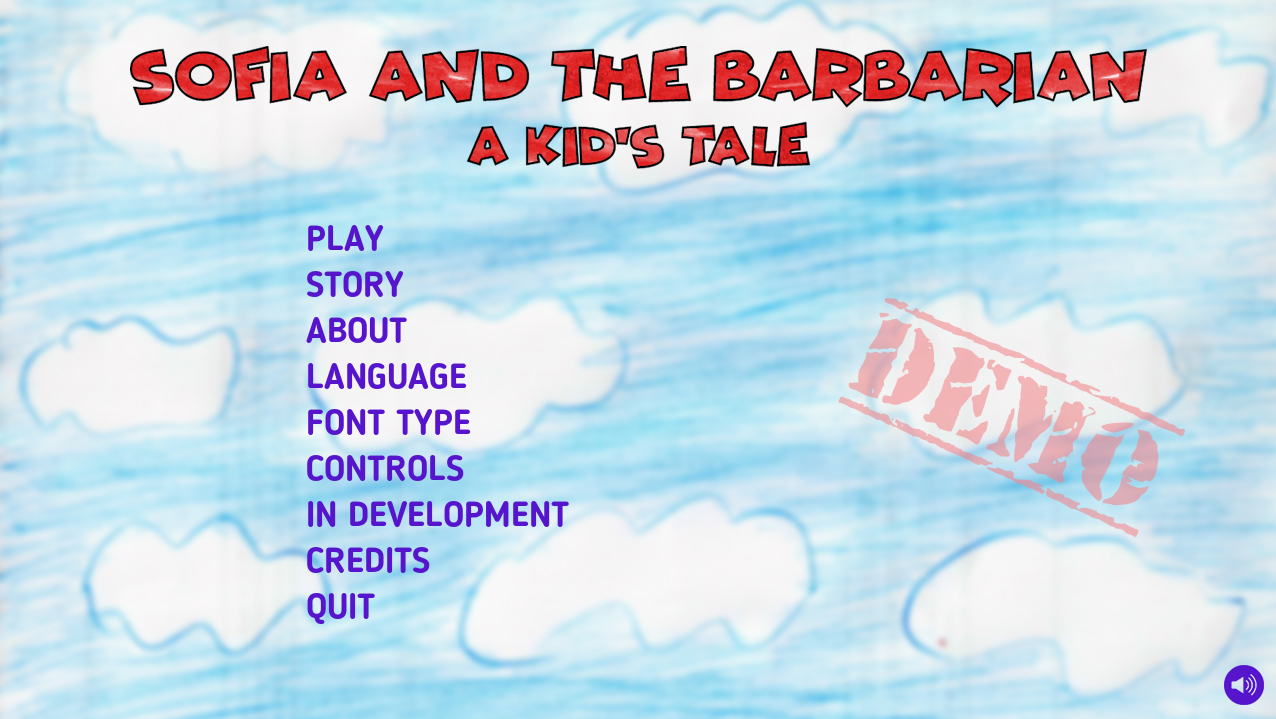 SOFIA AND THE BARBARIAN
A KID'S TALE
PLAY
STORY
ABOUT
LANGUAGE
FONT TYPE
CONTROLS
IN DEVELOPMENT
CREDITS
QUIT
DEMO